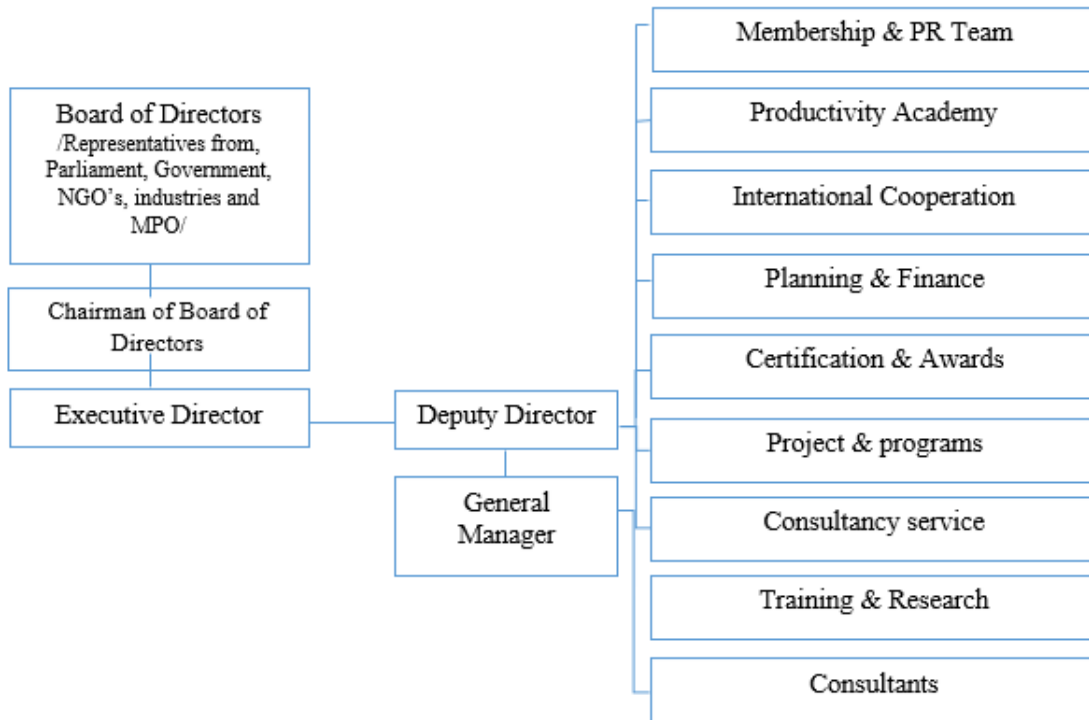 Board of Directors
/Representatives from,
Parliament, Government,
NGO’s, industries and
MPO/
Chairman of Board of
Directors
Executive Director
Deputy Director
General
Manager
Membership & PR Team
Productivity Academy
International Cooperation
Planning & Finance
Certification & Awards
Project & programs
Consultancy service
Training & Research
Consultants